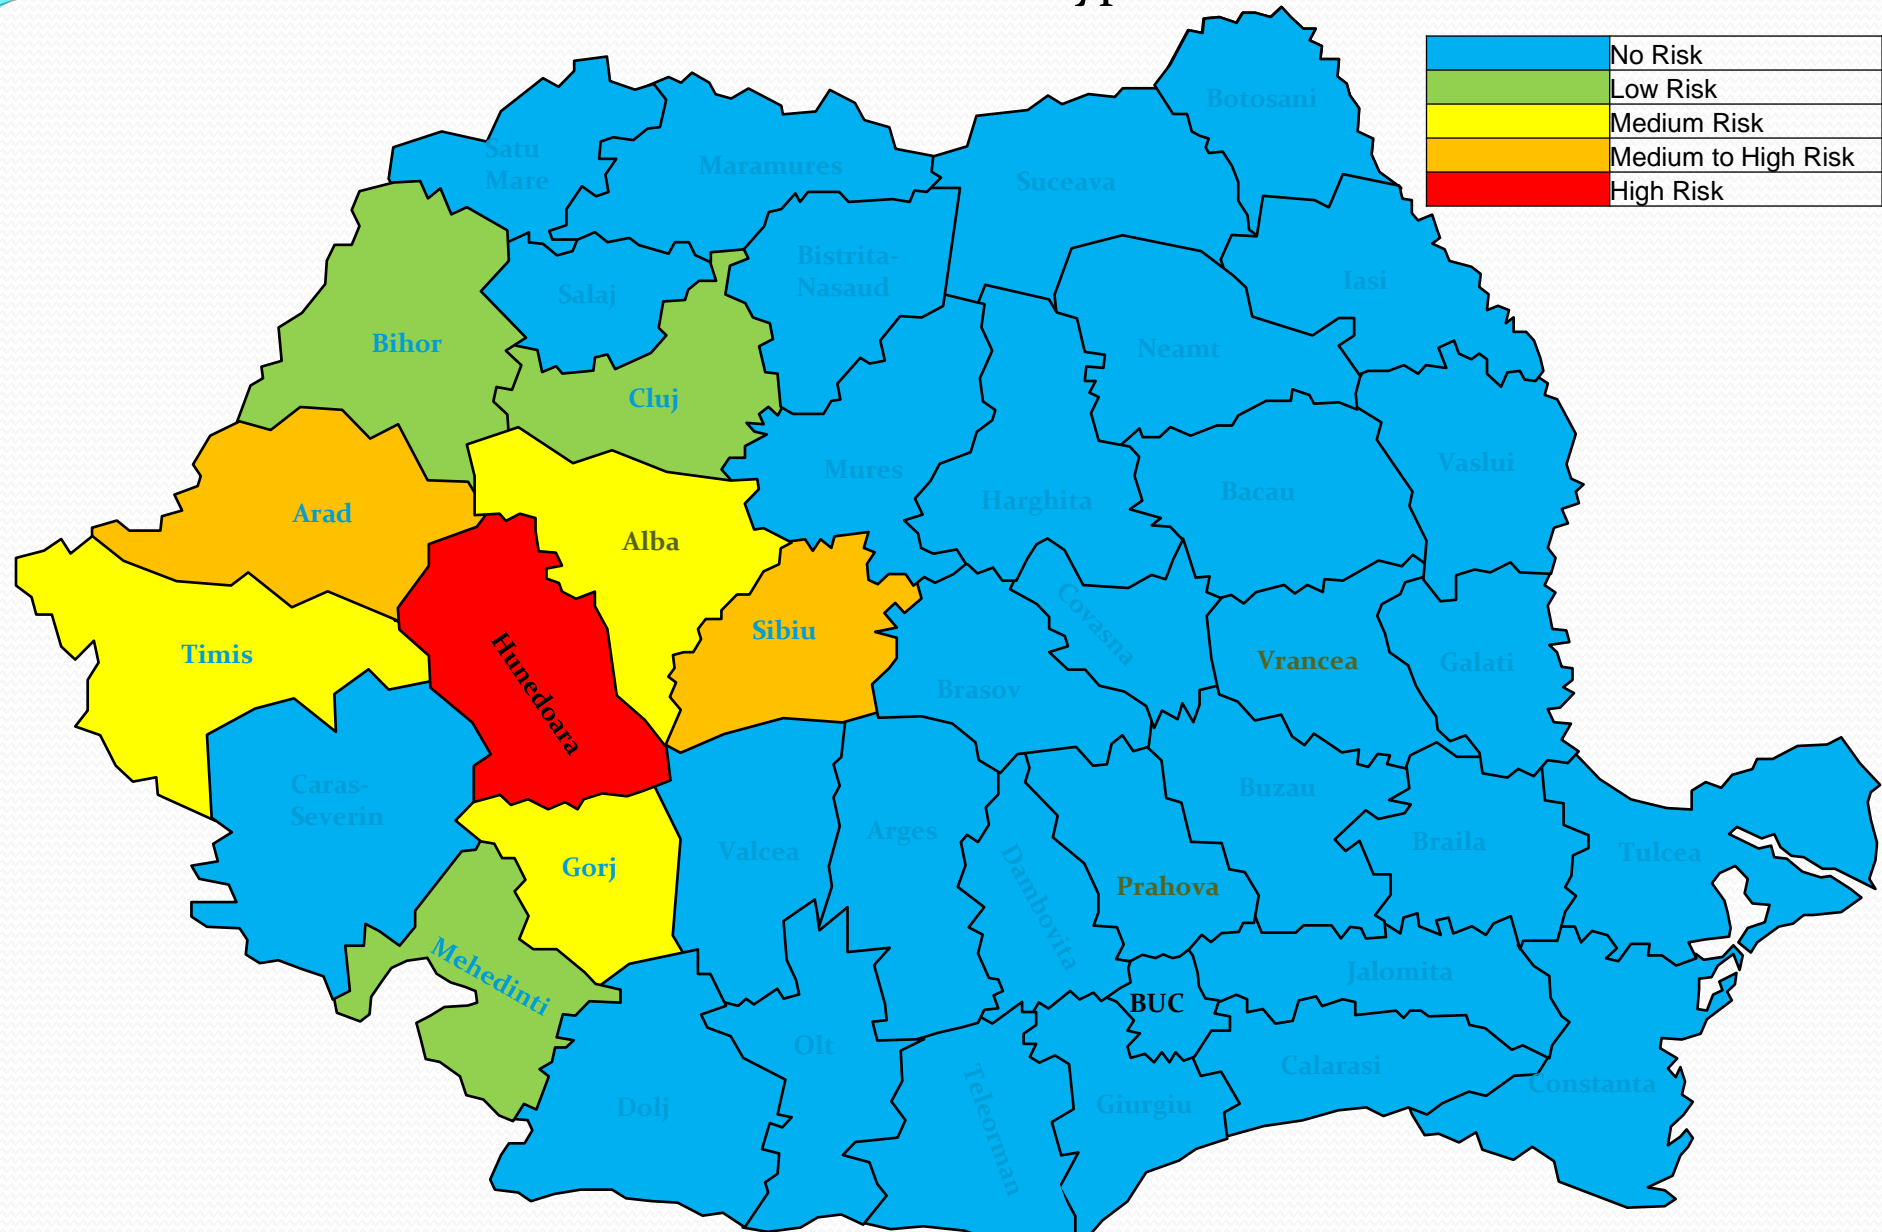 No Risk
Low Risk
Medium Risk
Medium to High Risk
High Risk
Botosani
Satu
Mare
Maramures
Suceava
Bistrita-
Nasaud
Iasi
Salaj
Bihor
Neamt
Cluj
Mures
Vaslui
Harghita
Bacau
Arad
Alba
Covasna
Sibiu
Timis
Hunedoara
Vrancea
Galati
Brasov
Caras-
Severin
Buzau
Arges
Braila
Valcea
Tulcea
Gorj
Dambovita
Prahova
Mehedinti
Jalomita
BUC
Olt
Calarasi
Constanta
Dolj
Teleorman
Giurgiu